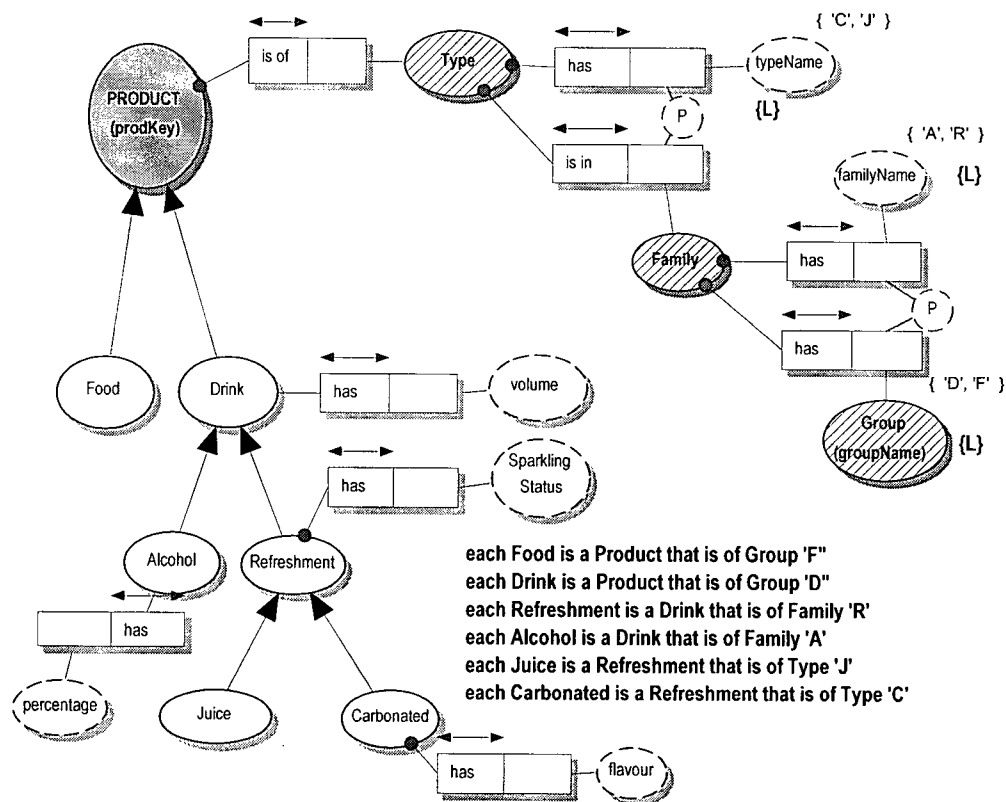 { 'C', 'J' }
is of
Type
has
typeName
PRODUCT
(prodKey)
P
{L}
is in
{ 'A', 'R' }
familyName
{L}
Family
has
P
has
Food
Drink
has
volume
{ 'D', 'F' }
Group
(groupName)
{L}
has
Sparkling
Status
Alcohol
Refreshment
each Food is a Product that is of Group 'F"
each Drink is a Product that is of Group 'D"
each Refreshment is a Drink that is of Family 'R'
each Alcohol is a Drink that is of Family 'A'
each Juice is a Refreshment that is of Type 'J'
each Carbonated is a Refreshment that is of Type 'C'
has
percentage
Juice
Carbonated
has
flavour